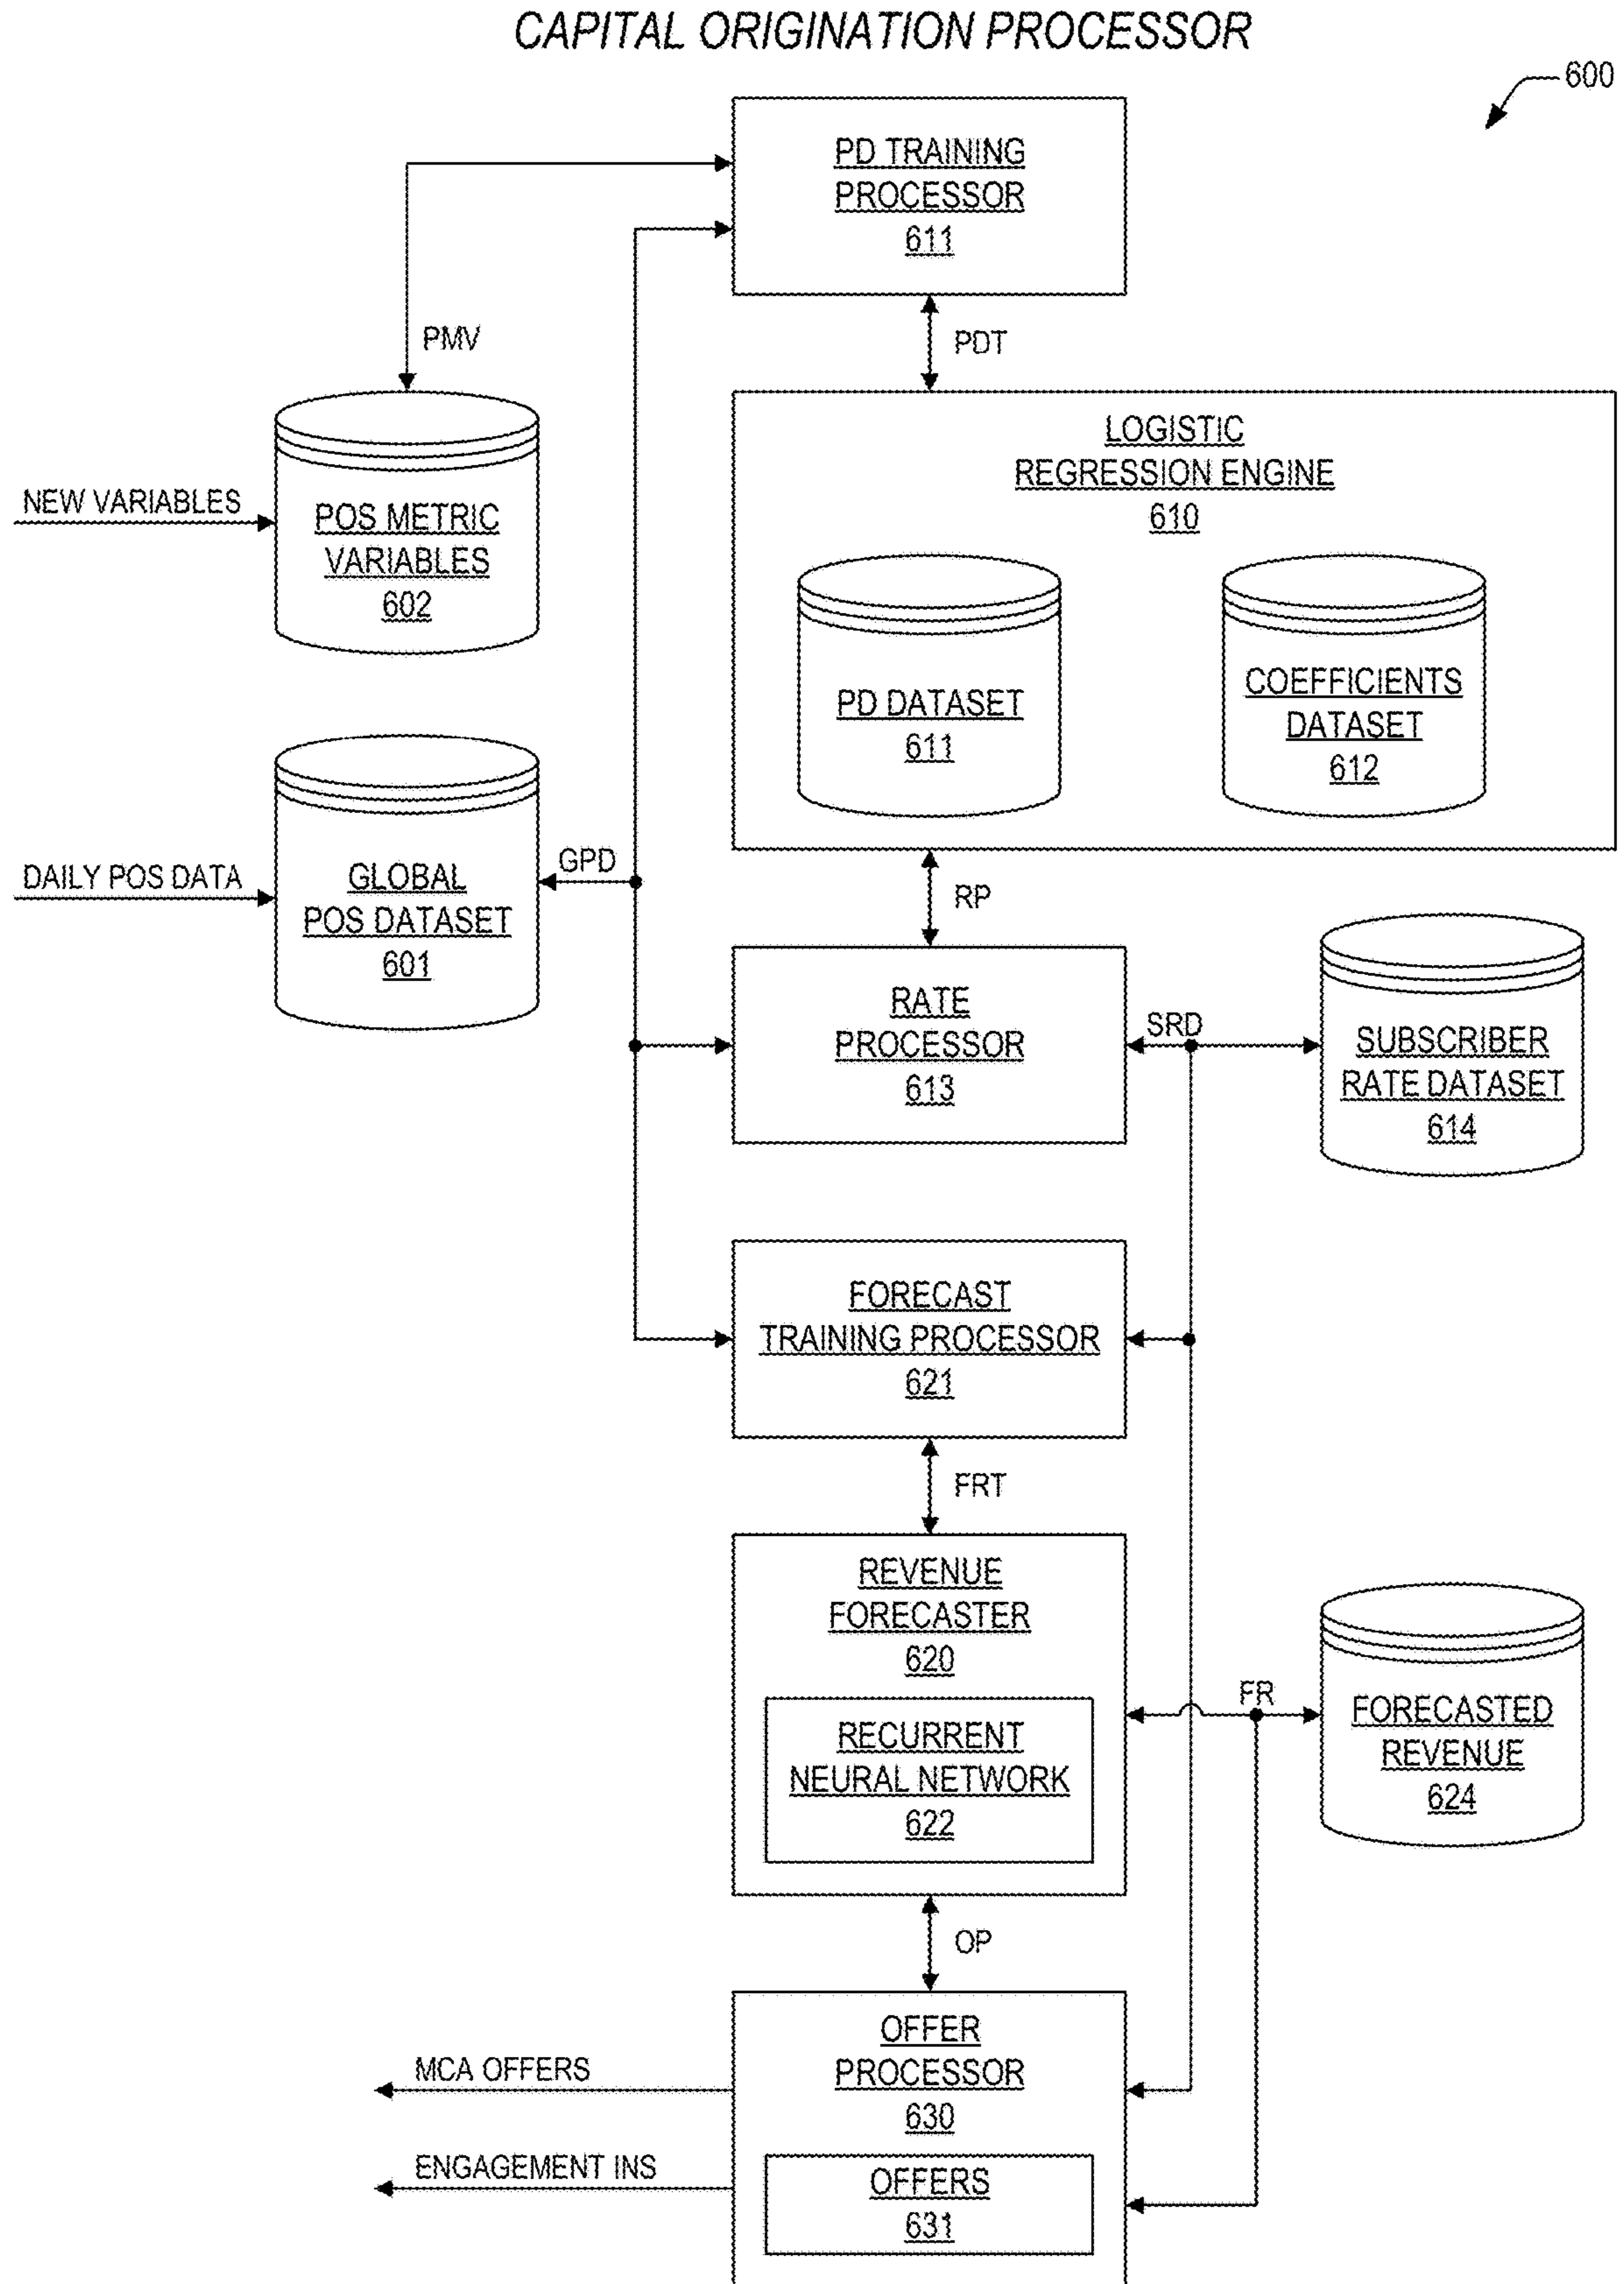 CAPITAL ORIGINATION PROCESSOR
600
PD TRAINING
PROCESSOR
611
PMV
PDT
NEW VARIABLES
POS METRIC
VARIABLES
602
LOGISTIC
REGRESSION ENGINE
610
PD DATASET
611
COEFFICIENTS
DATASET
612
DAILY POS DATA
GLOBAL
POS DATASET
601
GPD
RP
RATE
PROCESSOR
613
SRD
SUBSCRIBER
RATE DATASET
614
FORECAST
TRAINING PROCESSOR
621
FRT
REVENUE
FORECASTER
620
RECURRENT
NEURAL NETWORK
622
FR
FORECASTED
REVENUE
624
OP
OFFER
PROCESSOR
630
MCA OFFERS
ENGAGEMENT INS
OFFERS
631